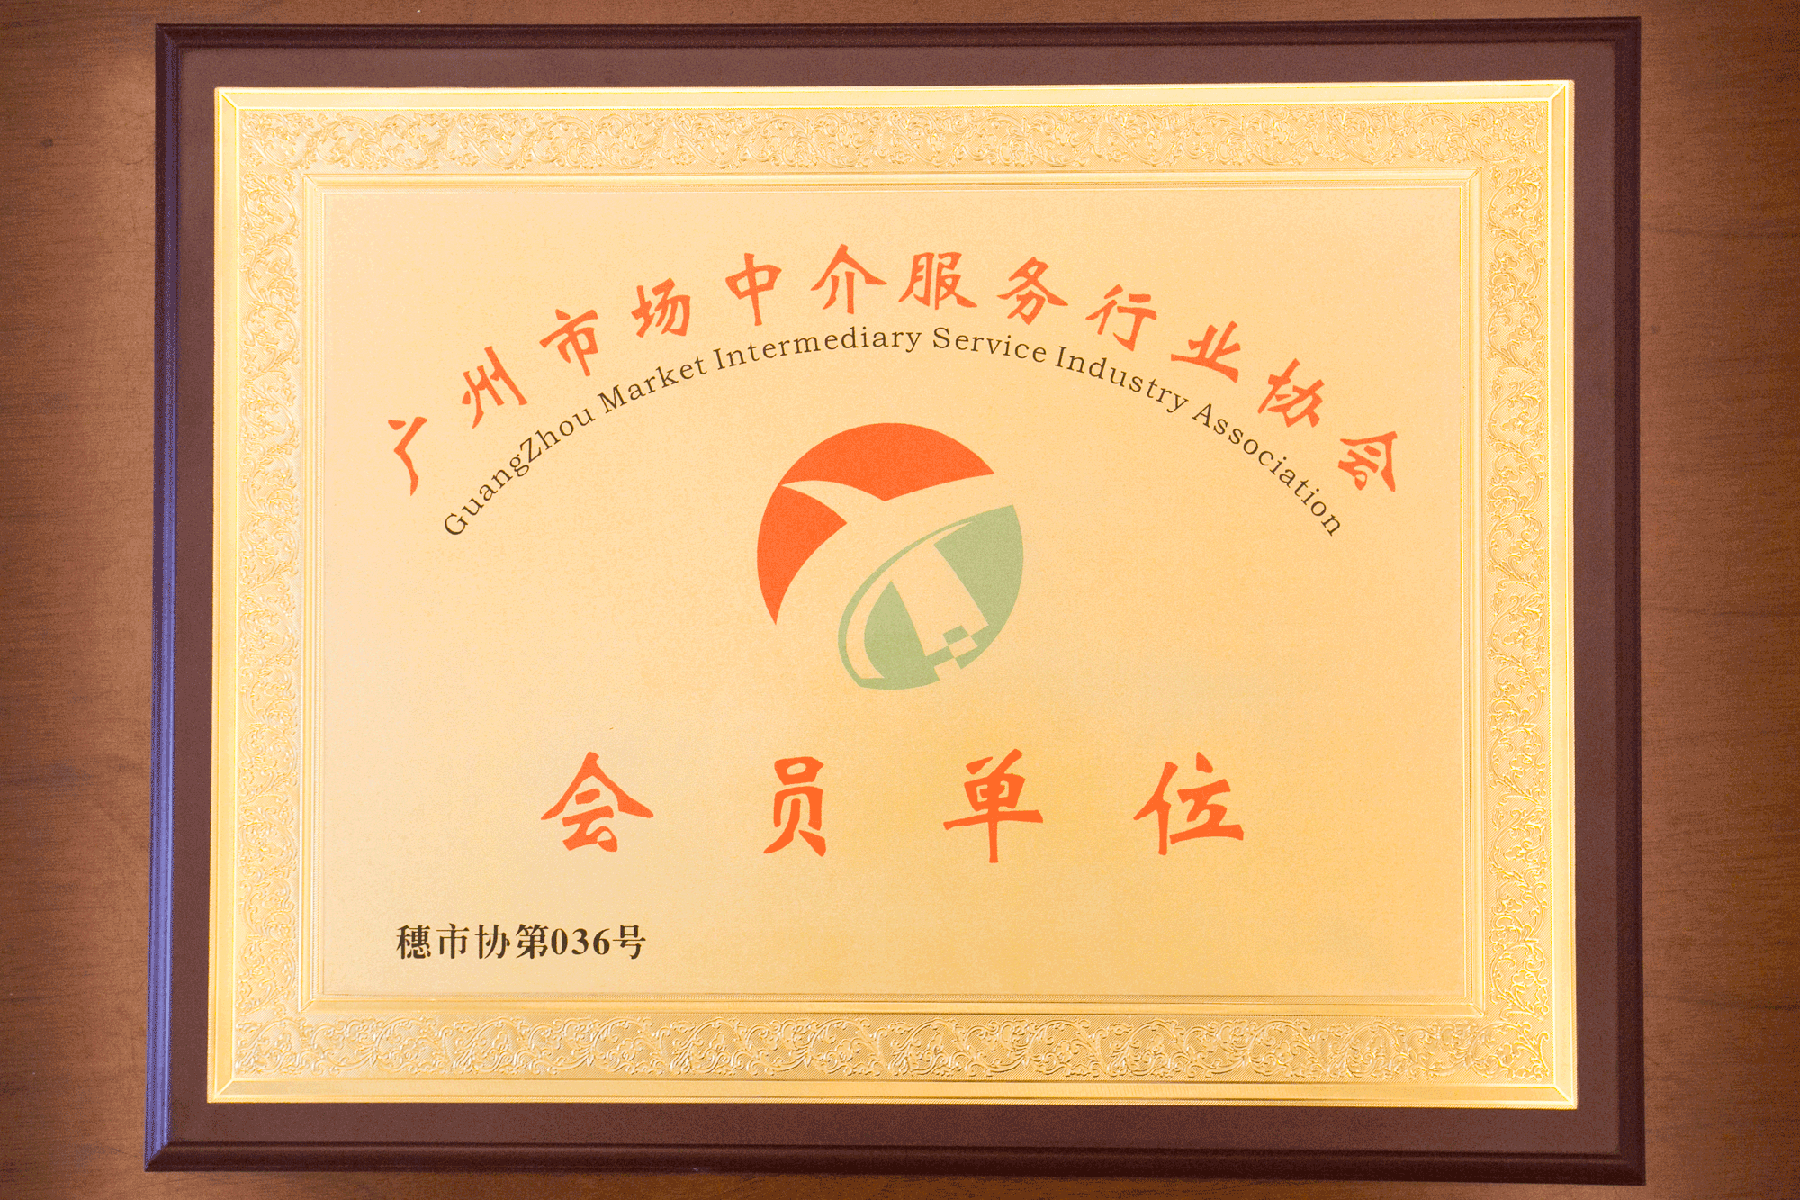 广州市场中介服务行业协会
GuangZhou Market Intermediary Service Industry Association
会员单位
穗市协第036号